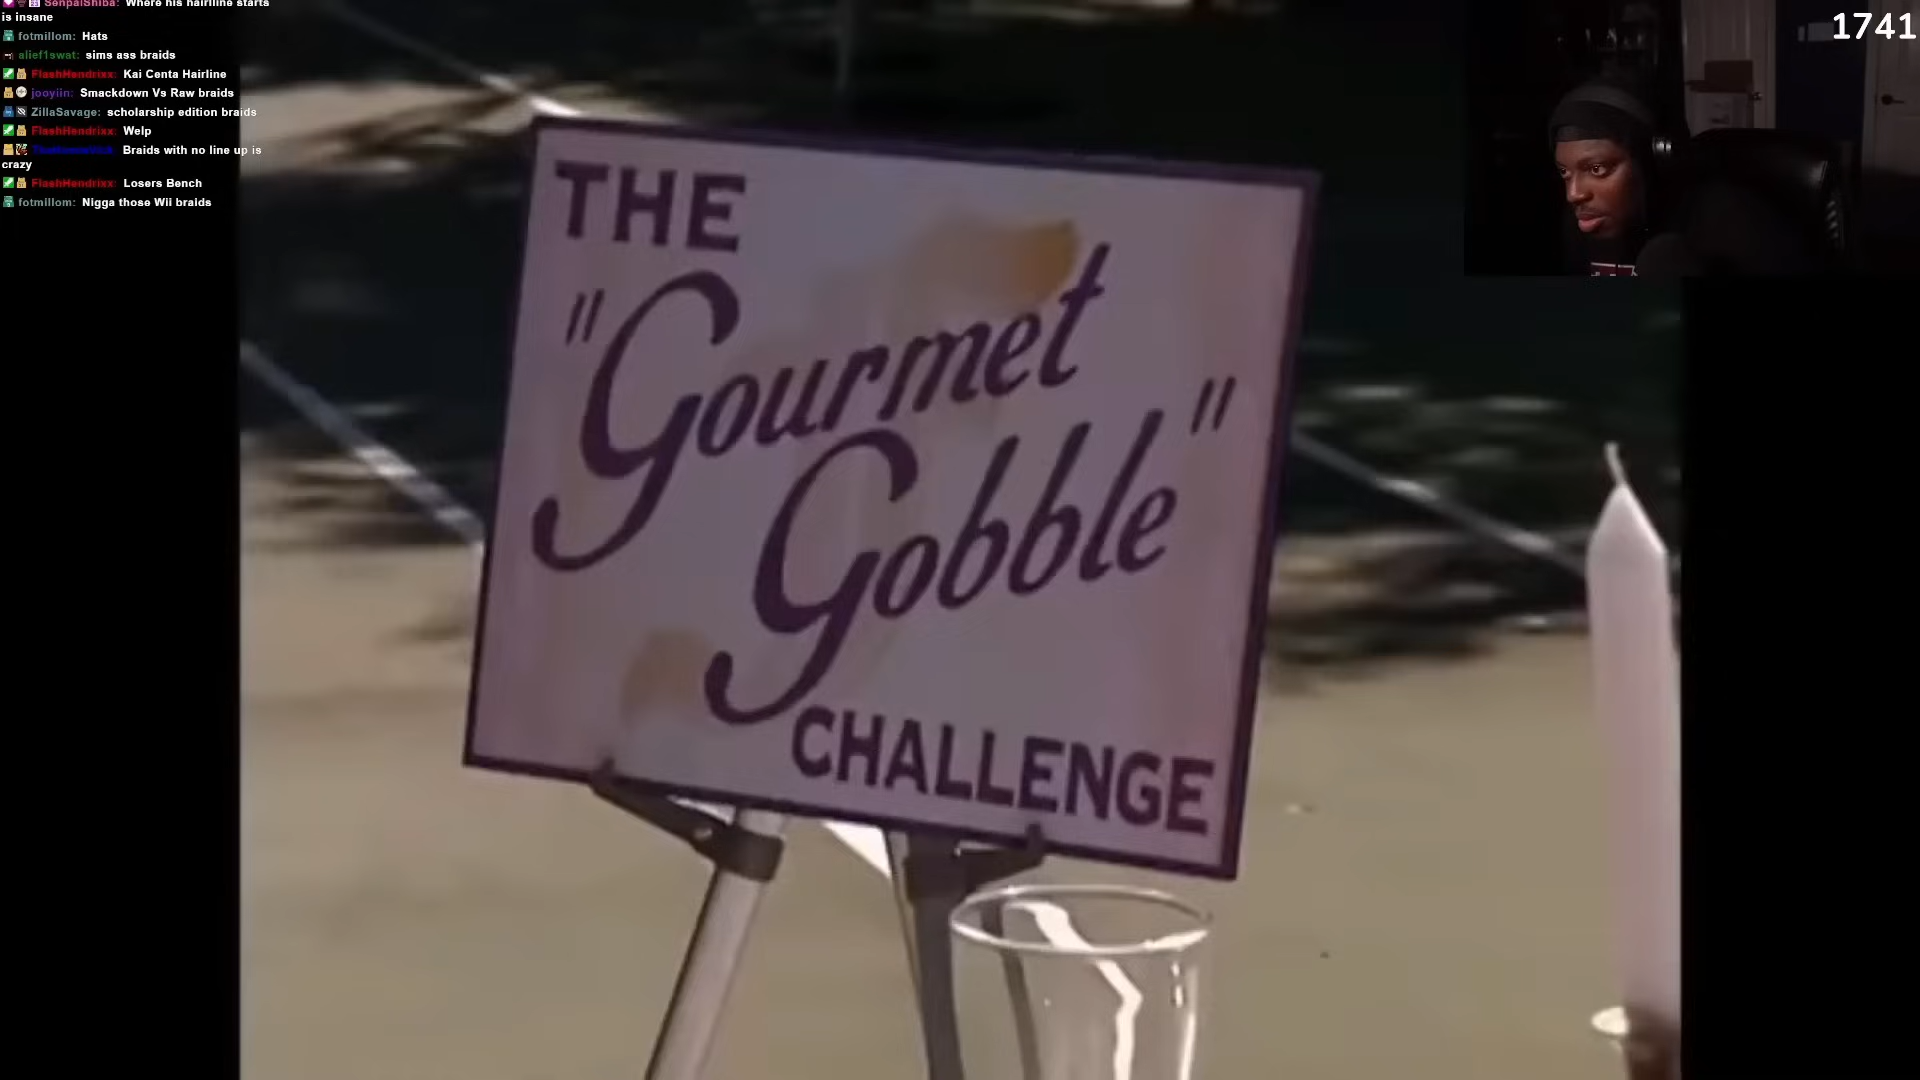 SenpaiShiba: Where his hairline starts
is insane
fotmillom: Hats
alief1swat: sims ass braids
FlashHendrixx: Kai Centa Hairline
jooyiin: Smackdown Vs Raw braids
ZillaSavage: scholarship edition braids
FlashHendrixx: Welp
Braids with no line up is
crazy
FlashHendrixx: Losers Bench
fotmillom: Nigga those Wii braids
1741
THE
"Gourmet
Gobble"
CHALLENGE